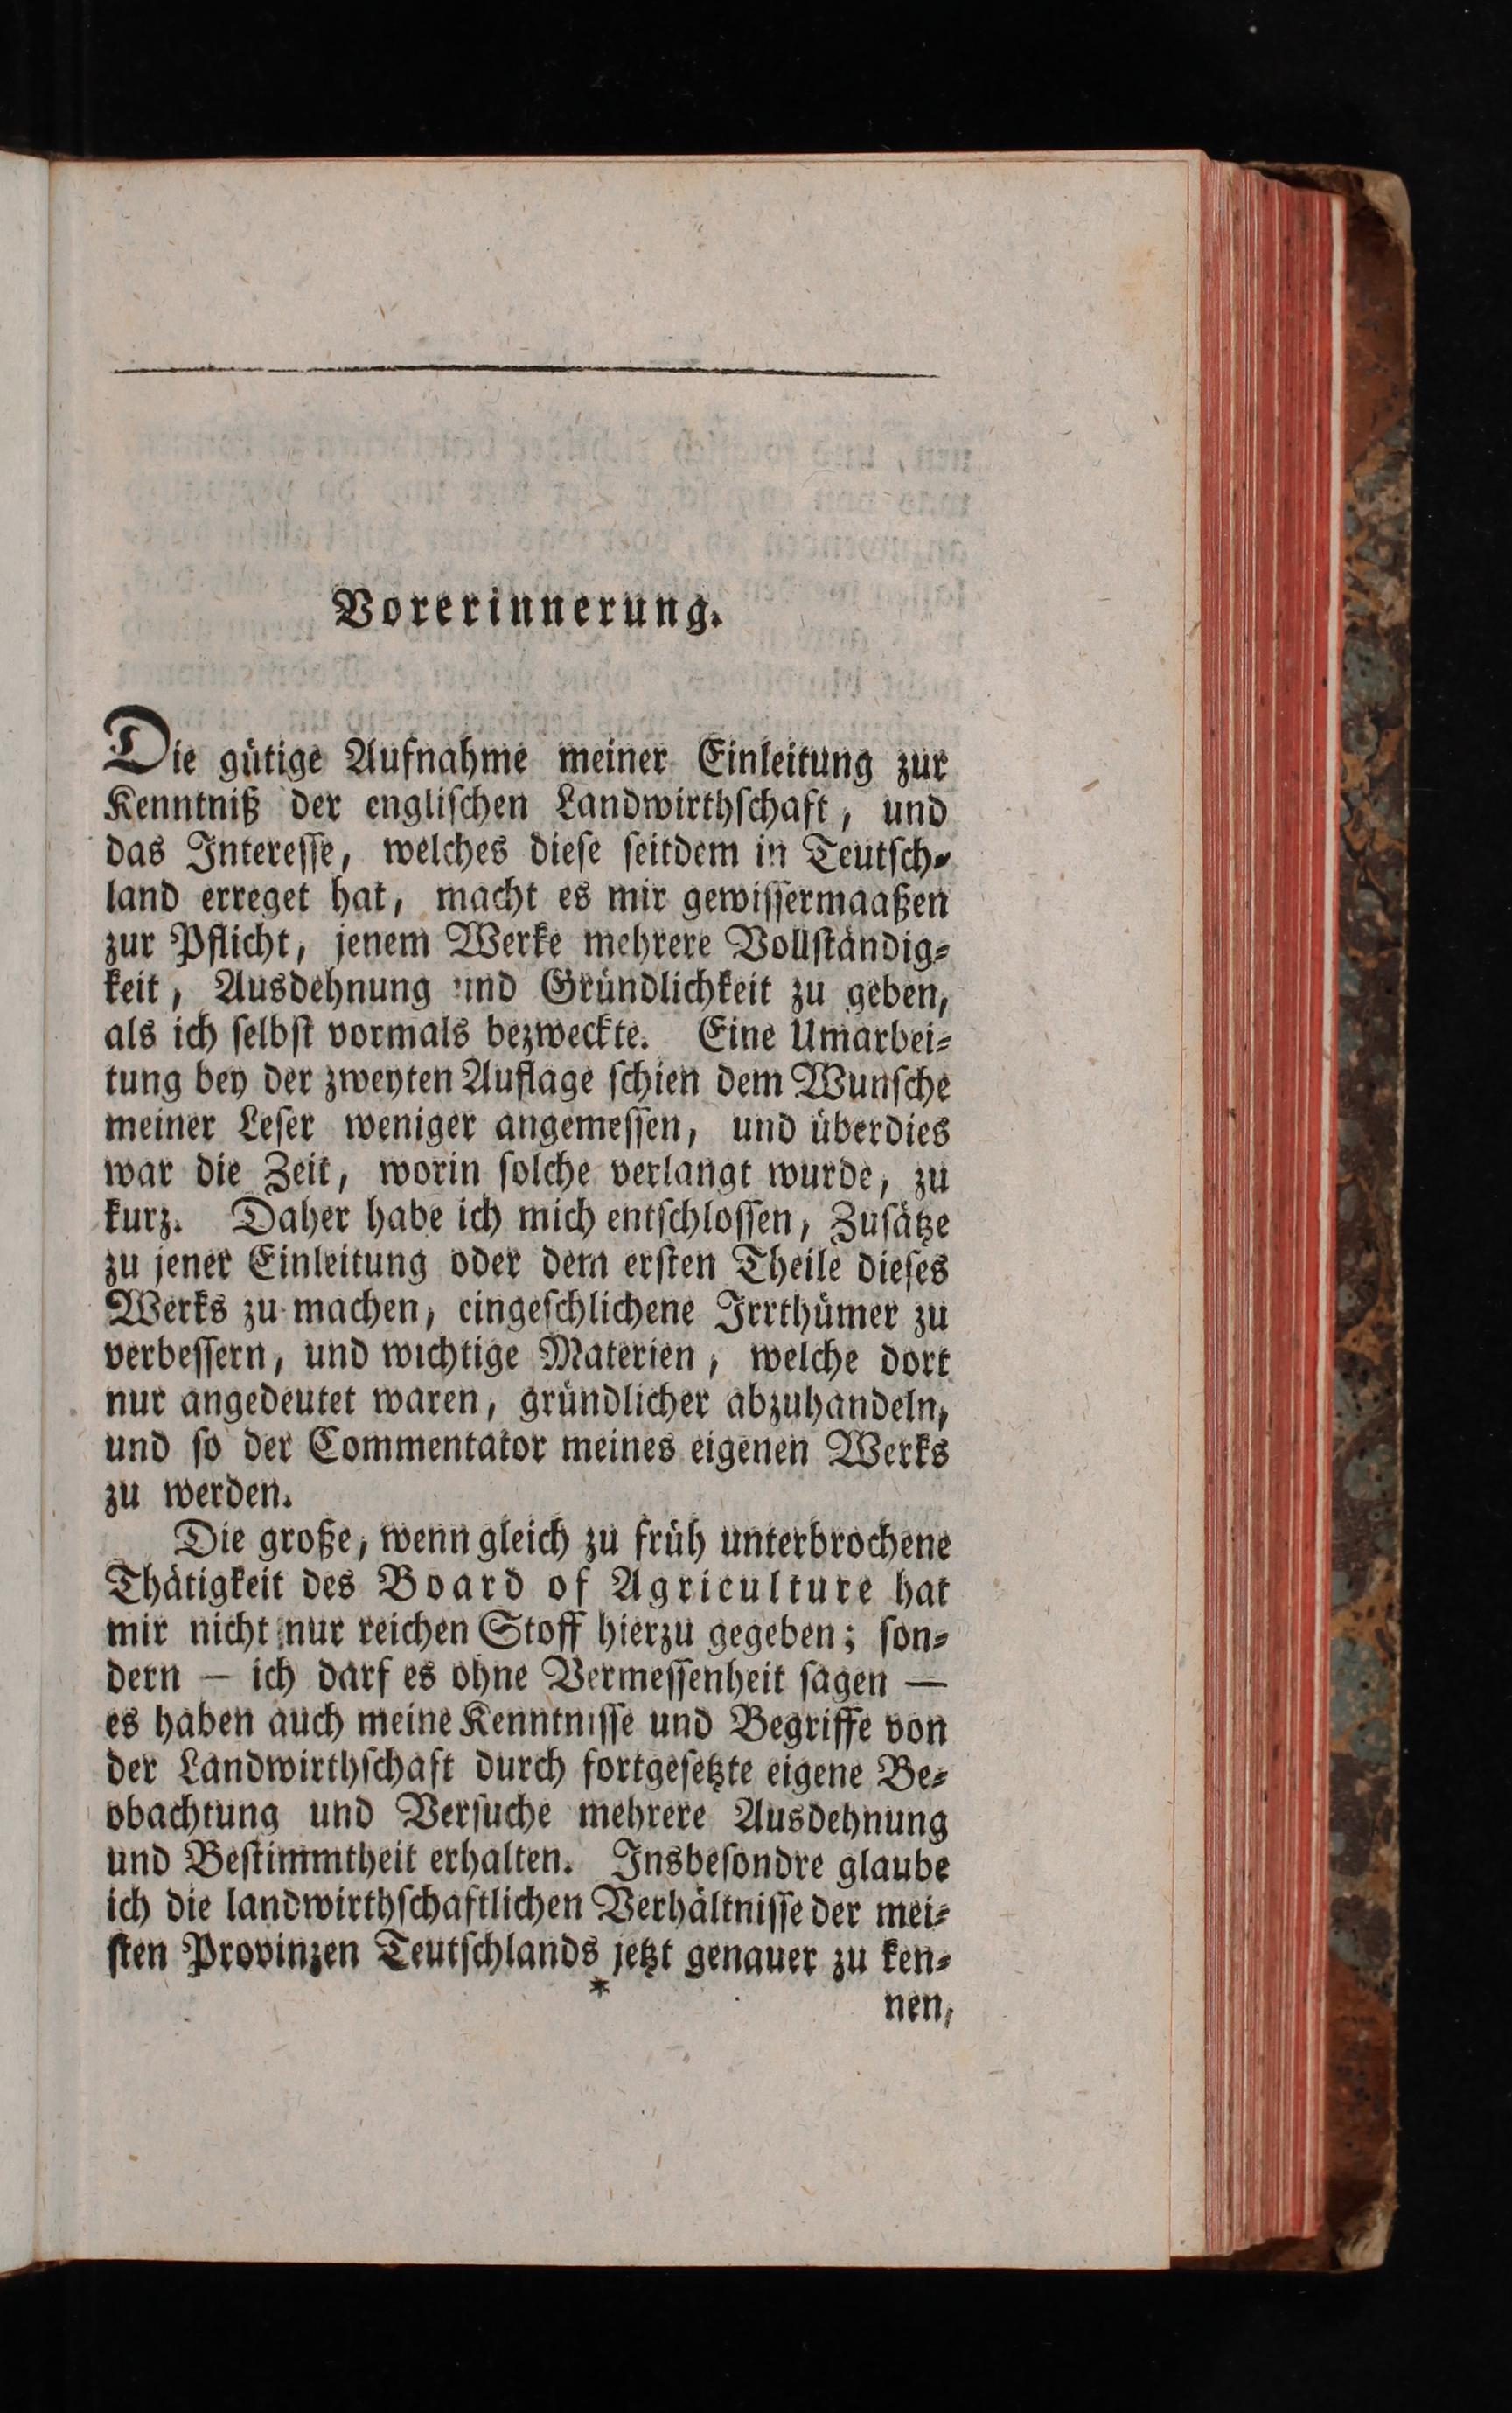 Vorerinnerung.
Die gütige Aufnahme meiner Einleitung zur
Kenntniß der engliſchen Landwirthſchaft, und
das Intereſſe, welches dieſe ſeitdem in Teutſch⸗
land erreget hat, macht es mir gewiſſermaaßen
zur Pflicht, jenem Werke mehrere Vollſtändig⸗
keit, Ausdehnung und Gründlichkeit zu geben,
als ich ſelbſt vormals bezweckte. Eine Umarbei⸗
tung bey der zweyten Auflage ſchien dem Wunſche
meiner Leſer weniger angemeſſen, und überdies
war die Zeit, worin ſolche verlangt wurde, zu
kurz. Daher habe ich mich entſchloſſen, Zuſätze
zu jener Einleitung oder dem erſten Theile dieſes
Werks zu machen, eingeſchlichene Irrthümer zu
verbeſſern, und wichtige Materien, welche dort
nur angedeutet waren, gründlicher abzuhandeln,
und ſo der Commentator meines eigenen Werks
zu werden.
Die große, wenn gleich zu früh unterbrochene
Thätigkeit des Board of Agriculture hat
mir nicht nur reichen Stoff hierzu gegeben; ſon⸗
dern — ich darf es ohne Vermeſſenheit ſagen —
es haben auch meine Kenntniſſe und Begriffe von
der Landwirthſchaft durch fortgeſetzte eigene Be⸗
obachtung und Verſuche mehrere Ausdehnung
und Beſtimmtheit erhalten. Insbeſondre glaube
ich die landwirthſchaftlichen Verhältniſſe der mei⸗
ſten Provinzen Teutſchlands jetzt genauer zu ken⸗
*
nen,